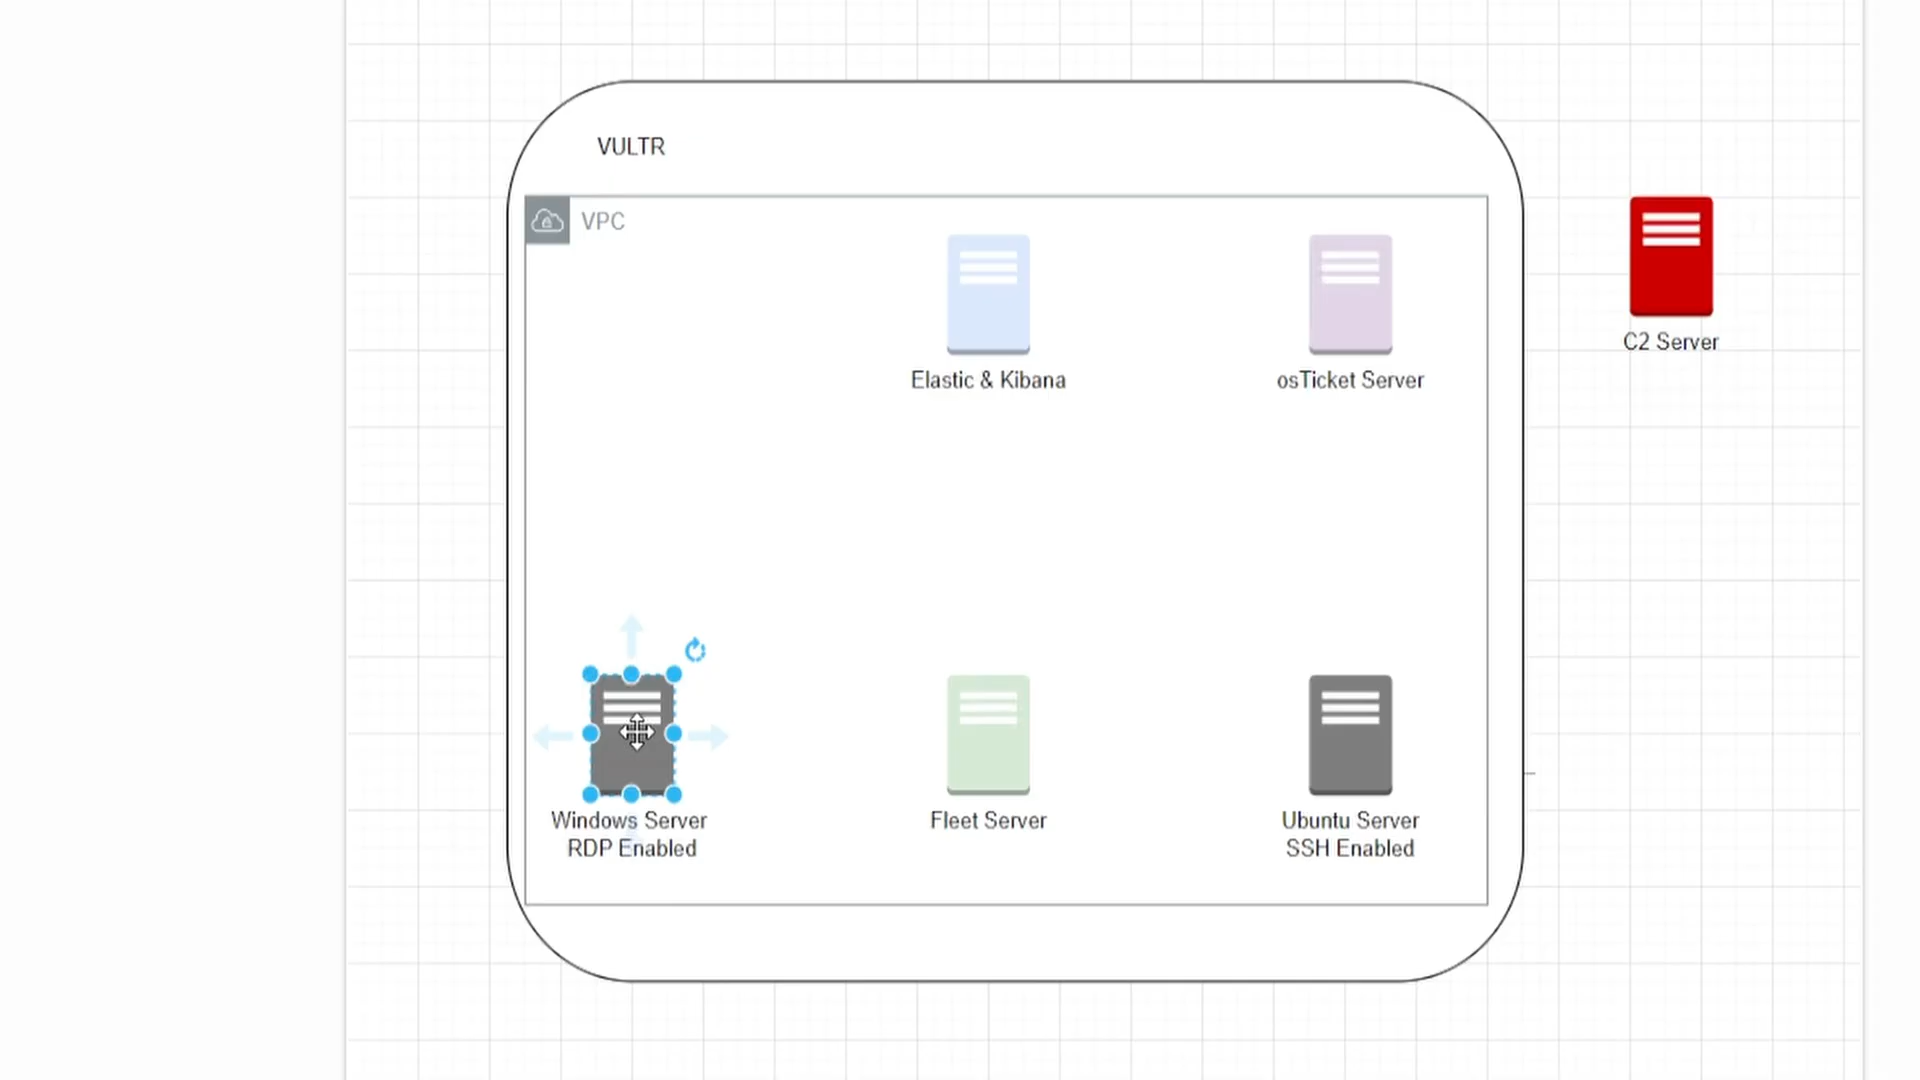 VULTR
VPC
Elastic & Kibana
osTicket Server
C2 Server
Windows Server
RDP Enabled
Fleet Server
Ubuntu Server
SSH Enabled